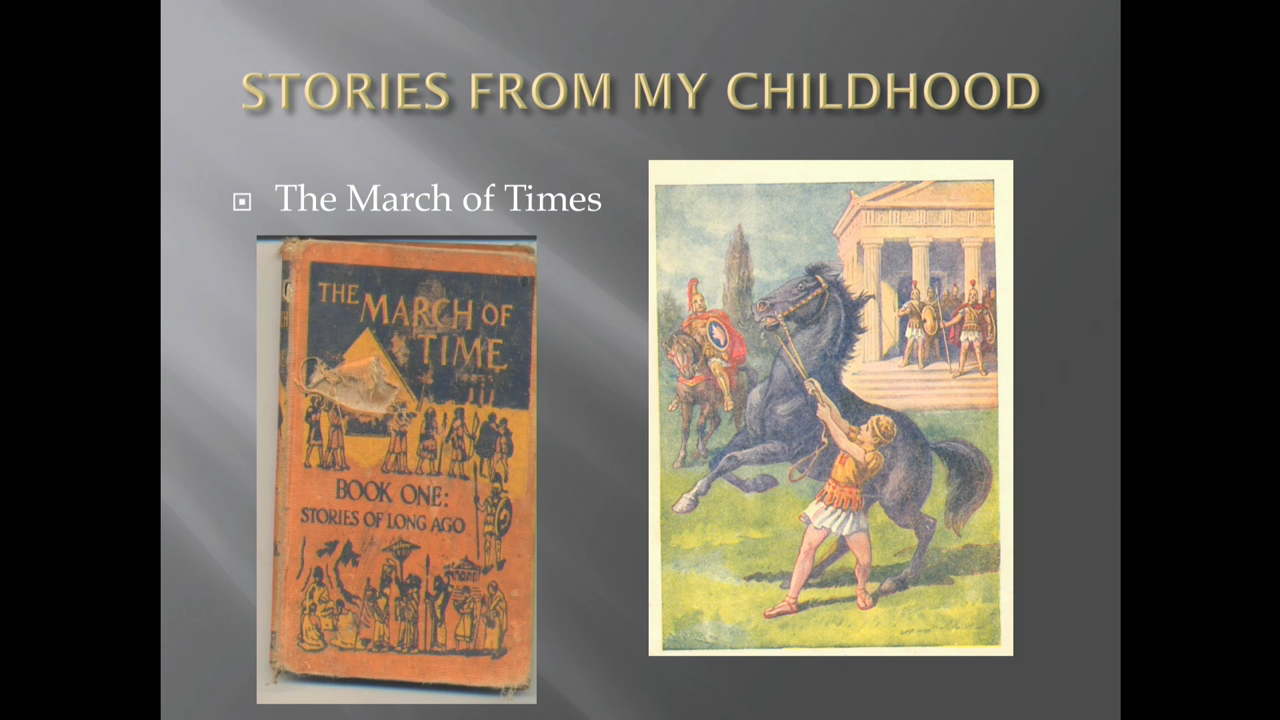 STORIES FROM MY CHILDHOOD
The March of Times
THE
MARCH OF
TIME
BOOK ONE:
STORIES OF LONG AGO